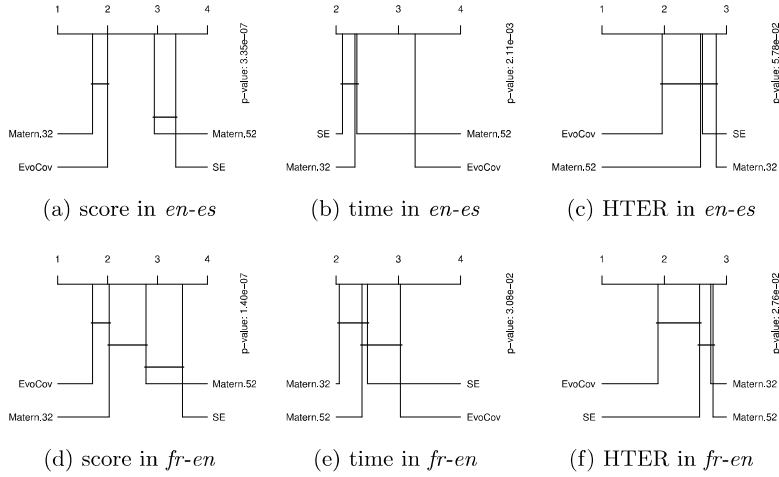 1 2 3 4
p-value: 3.35e-07
Matern.32 Matern.52
EvoCov SE
(a) score in en-es
2 3 4
p-value: 2.11e-03
SE Matern.52
Matern.32 EvoCov
(b) time in en-es
1 2 3
p-value: 5.78e-02
EvoCov SE
Matern.52 Matern.32
(c) HTER in en-es
1 2 3 4
p-value: 1.40e-07
EvoCov Matern.52
Matern.32 SE
(d) score in fr-en
2 3 4
p-value: 3.08e-02
Matern.32 SE
Matern.52 EvoCov
(e) time in fr-en
1 2 3
p-value: 2.76e-02
EvoCov Matern.32
SE Matern.52
(f) HTER in fr-en